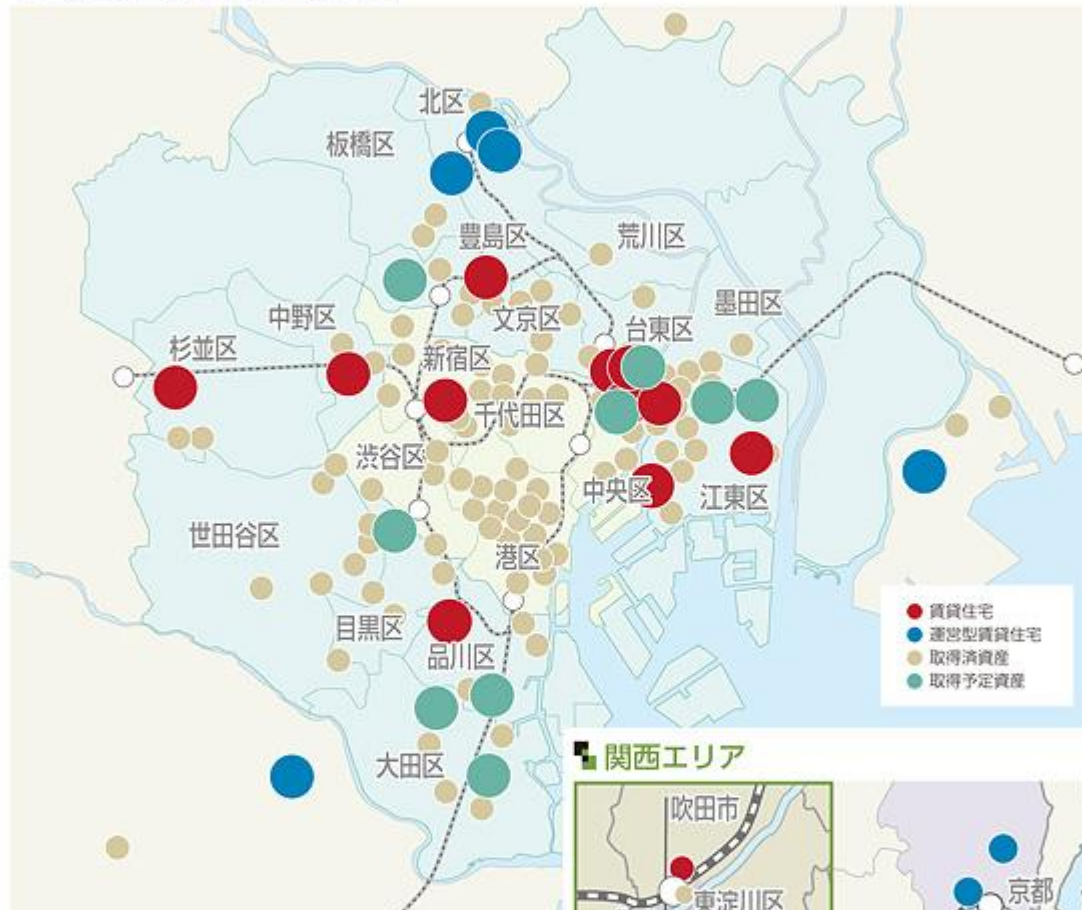 北区
板橋区
豊島区
荒川区
中野区
文京区
墨田区
台東区
杉並区
新宿区
千代田区
渋谷区
中央区
江東区
世田谷区
港区
目黒区
品川区
大田区
賃貸住宅
運営型賃貸住宅
取得済資産
取得予定資産
関西エリア
吹田市
東淀川区
京都